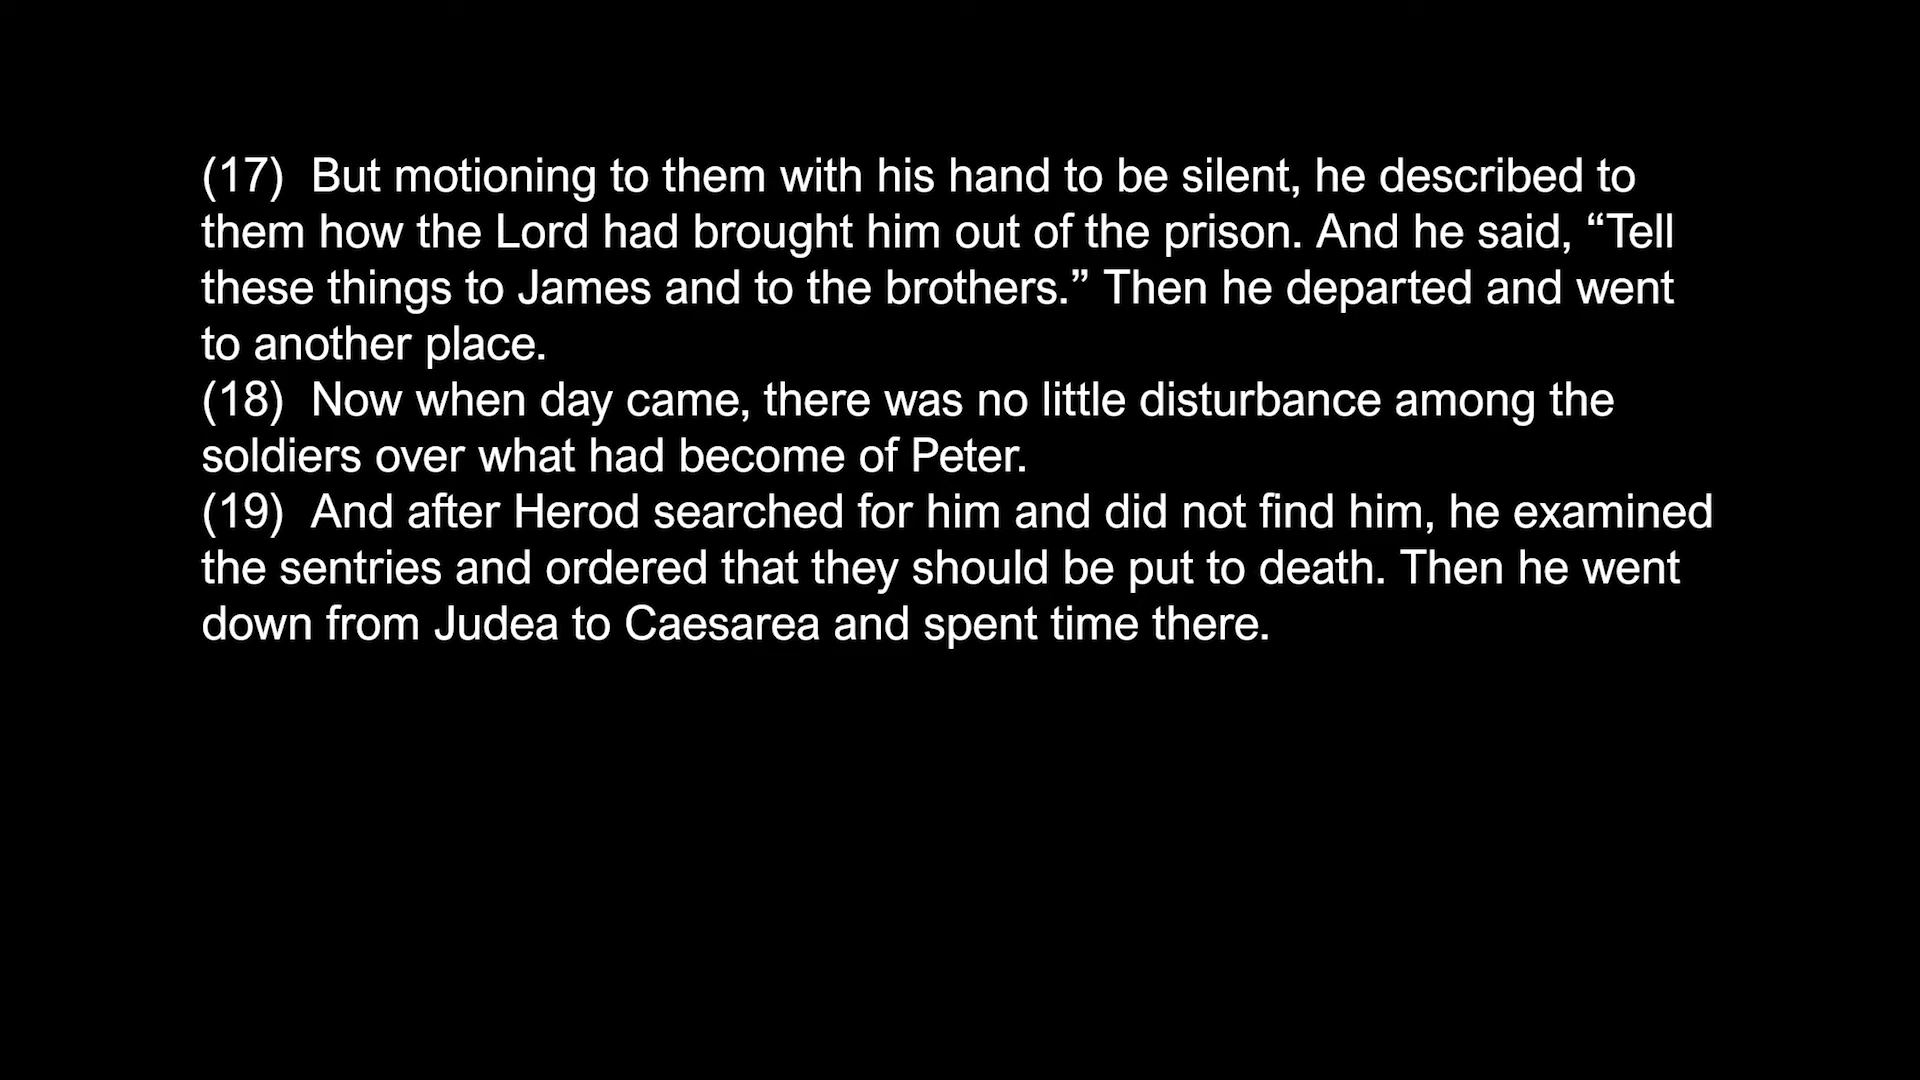 (17)  But motioning to them with his hand to be silent, he described to
them how the Lord had brought him out of the prison. And he said, “Tell
these things to James and to the brothers.” Then he departed and went
to another place.
(18)  Now when day came, there was no little disturbance among the
soldiers over what had become of Peter.
(19)  And after Herod searched for him and did not find him, he examined
the sentries and ordered that they should be put to death. Then he went
down from Judea to Caesarea and spent time there.